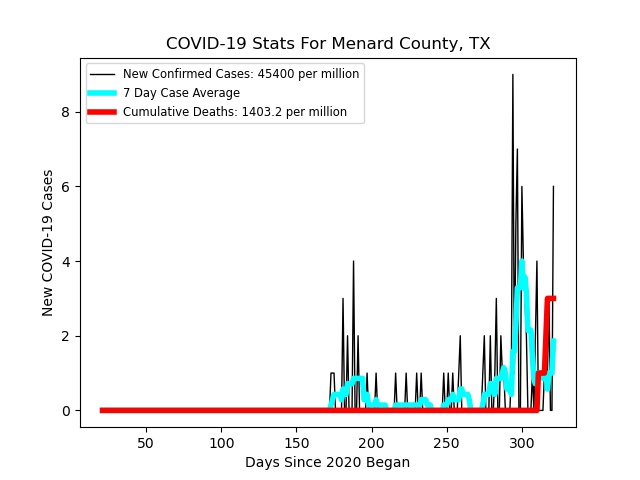 COVID-19 Stats For Menard County, TX
New Confirmed Cases: 45400 per million
7 Day Case Average
Cumulative Deaths: 1403.2 per million
New COVID-19 Cases
8
6
4
2
0
50 100 150 200 250 300
Days Since 2020 Began